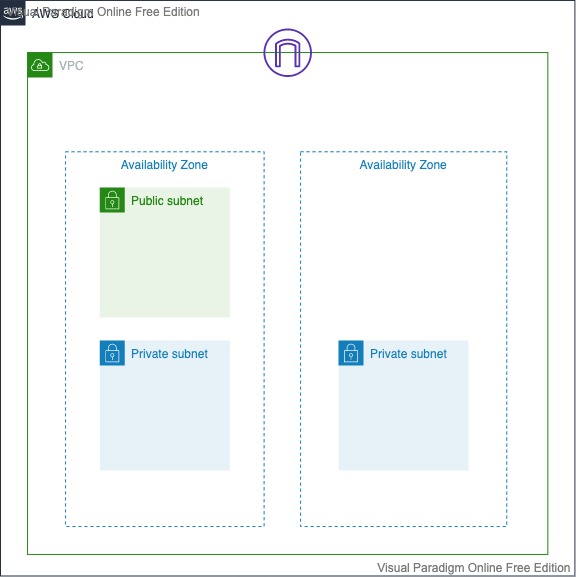 aws
Visual Paradigm Online Free Edition
AWS Cloud
VPC
Availability Zone
Availability Zone
Public subnet
Private subnet
Private subnet
Visual Paradigm Online Free Edition